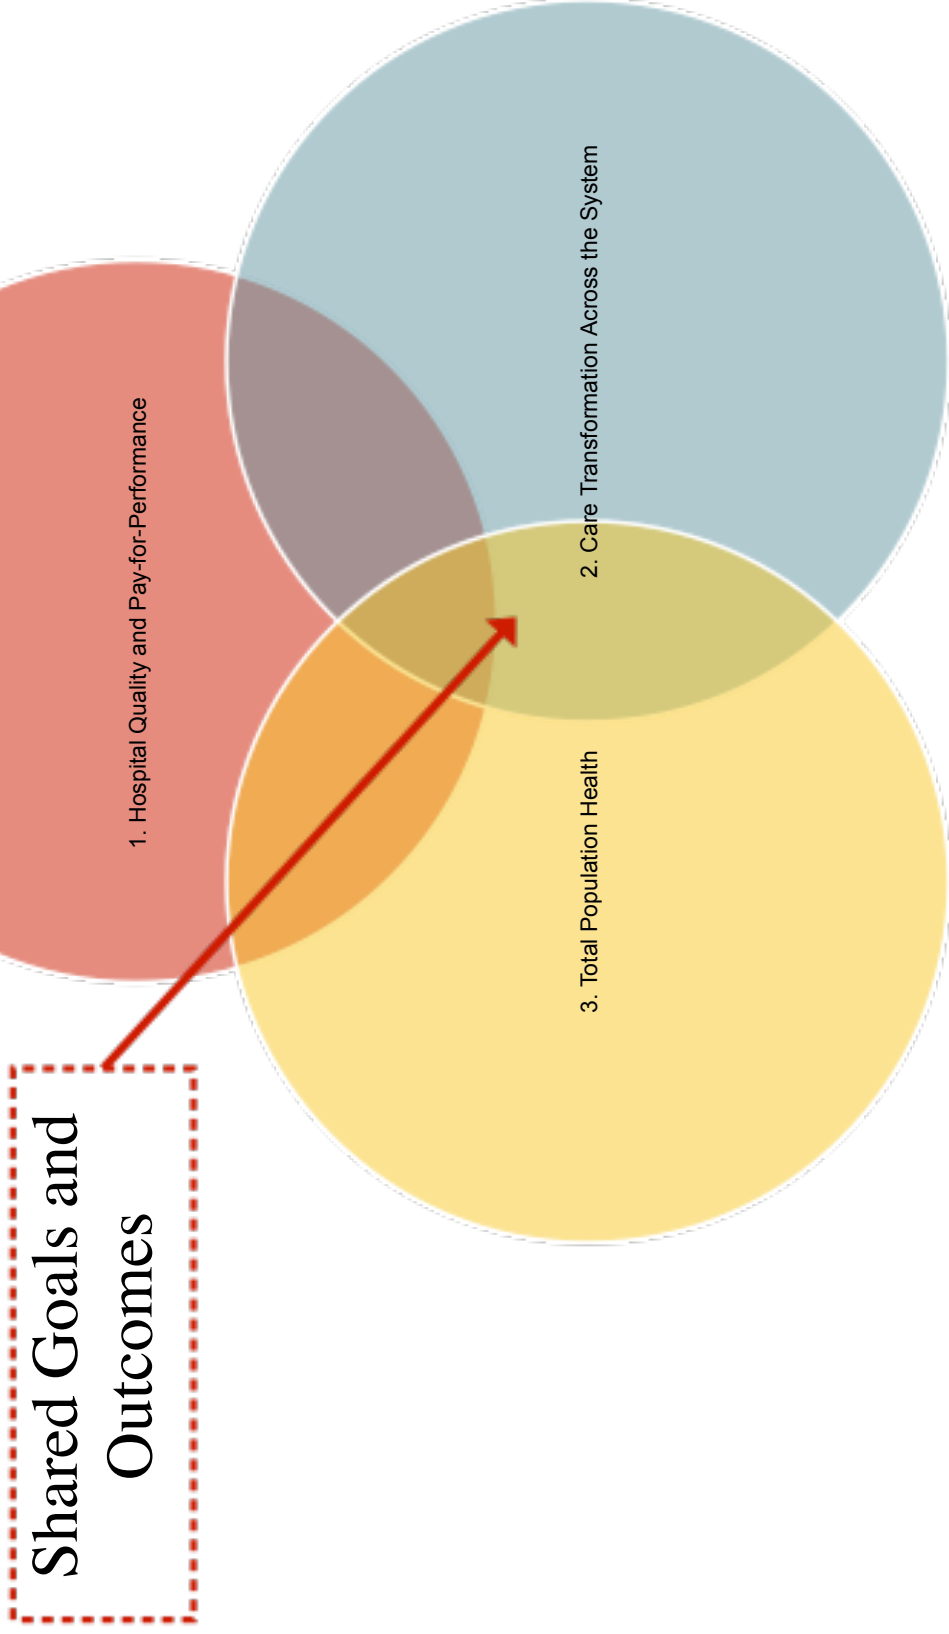 Shared Goals and
Outcomes
1. Hospital Quality and Pay-for-Performance
3. Total Population Health
2. Care Transformation Across the System